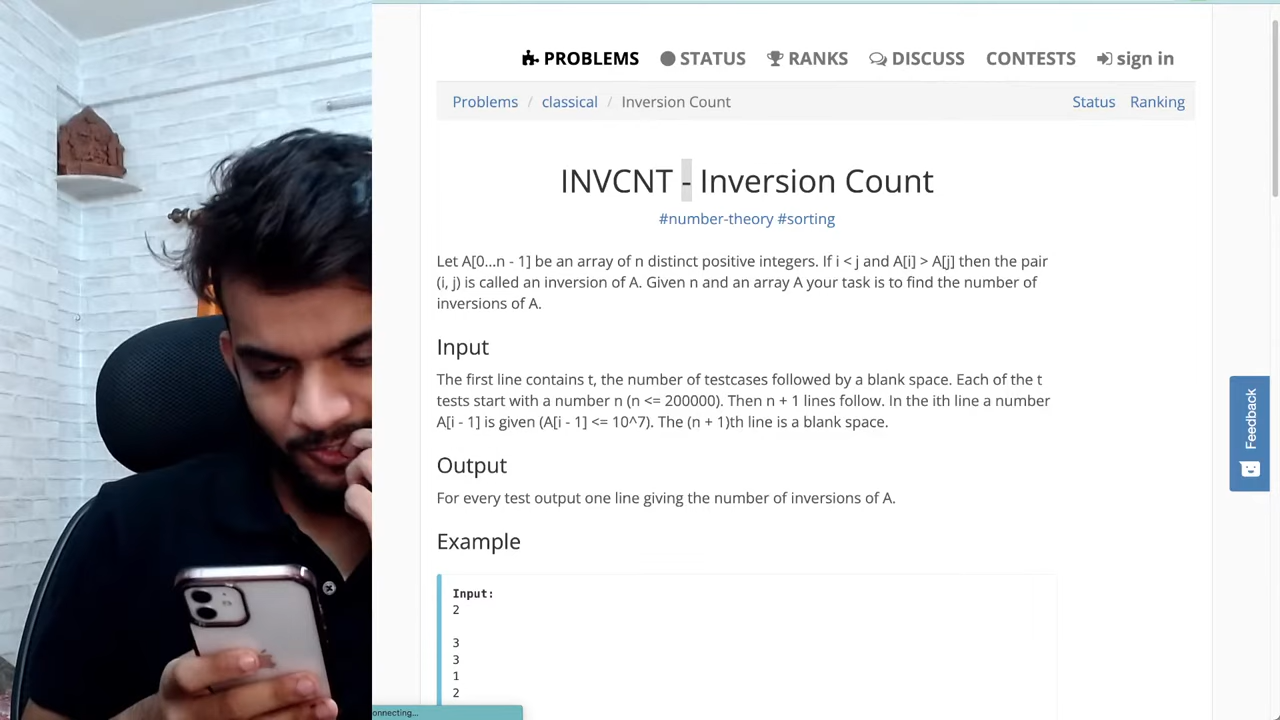 PROBLEMS STATUS RANKS DISCUSS CONTESTS sign in
Problems / classical / Inversion Count Status Ranking
INVCNT - Inversion Count
#number-theory #sorting
Let A[0...n - 1] be an array of n distinct positive integers. If i < j and A[i] > A[j] then the pair
(i, j) is called an inversion of A. Given n and an array A your task is to find the number of
inversions of A.
Input
The first line contains t, the number of testcases followed by a blank space. Each of the t
tests start with a number n (n <= 200000). Then n + 1 lines follow. In the ith line a number
A[i - 1] is given (A[i - 1] <= 10^7). The (n + 1)th line is a blank space.
Feedback
Output
For every test output one line giving the number of inversions of A.
Example
Input:
2
3
3
1
2
onnecting...